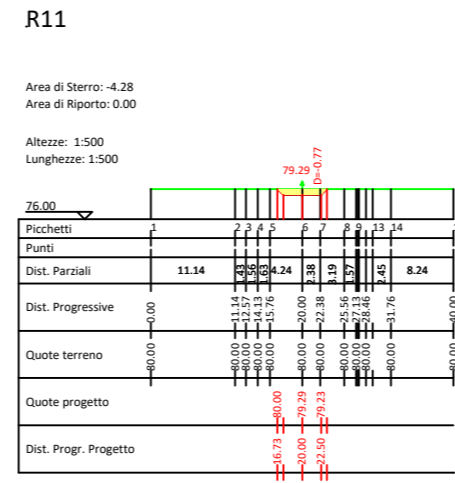 R11
Area di Sterro: -4.28
Area di Riporto: 0.00
Altezze: 1:500
Lunghezze: 1:500
79.29
D=-0.77
76.00
Picchetti 1 2 3 4 5 6 7 8 9 13 14
Punti
Dist. Parziali 11.14 1.43 1.56 1.63 4.24 2.38 3.19 1.57 2.45 8.24
Dist. Progressive 0.00 11.14 12.57 14.13 15.76 20.00 22.38 25.56 27.13 28.46 31.76 40.00
Quote terreno 80.00 80.00 80.00 80.00 80.00 80.00 80.00 80.00 80.00 80.00 80.00 80.00
Quote progetto 80.00 79.29 79.23
Dist. Progr. Progetto 16.73 20.00 22.50